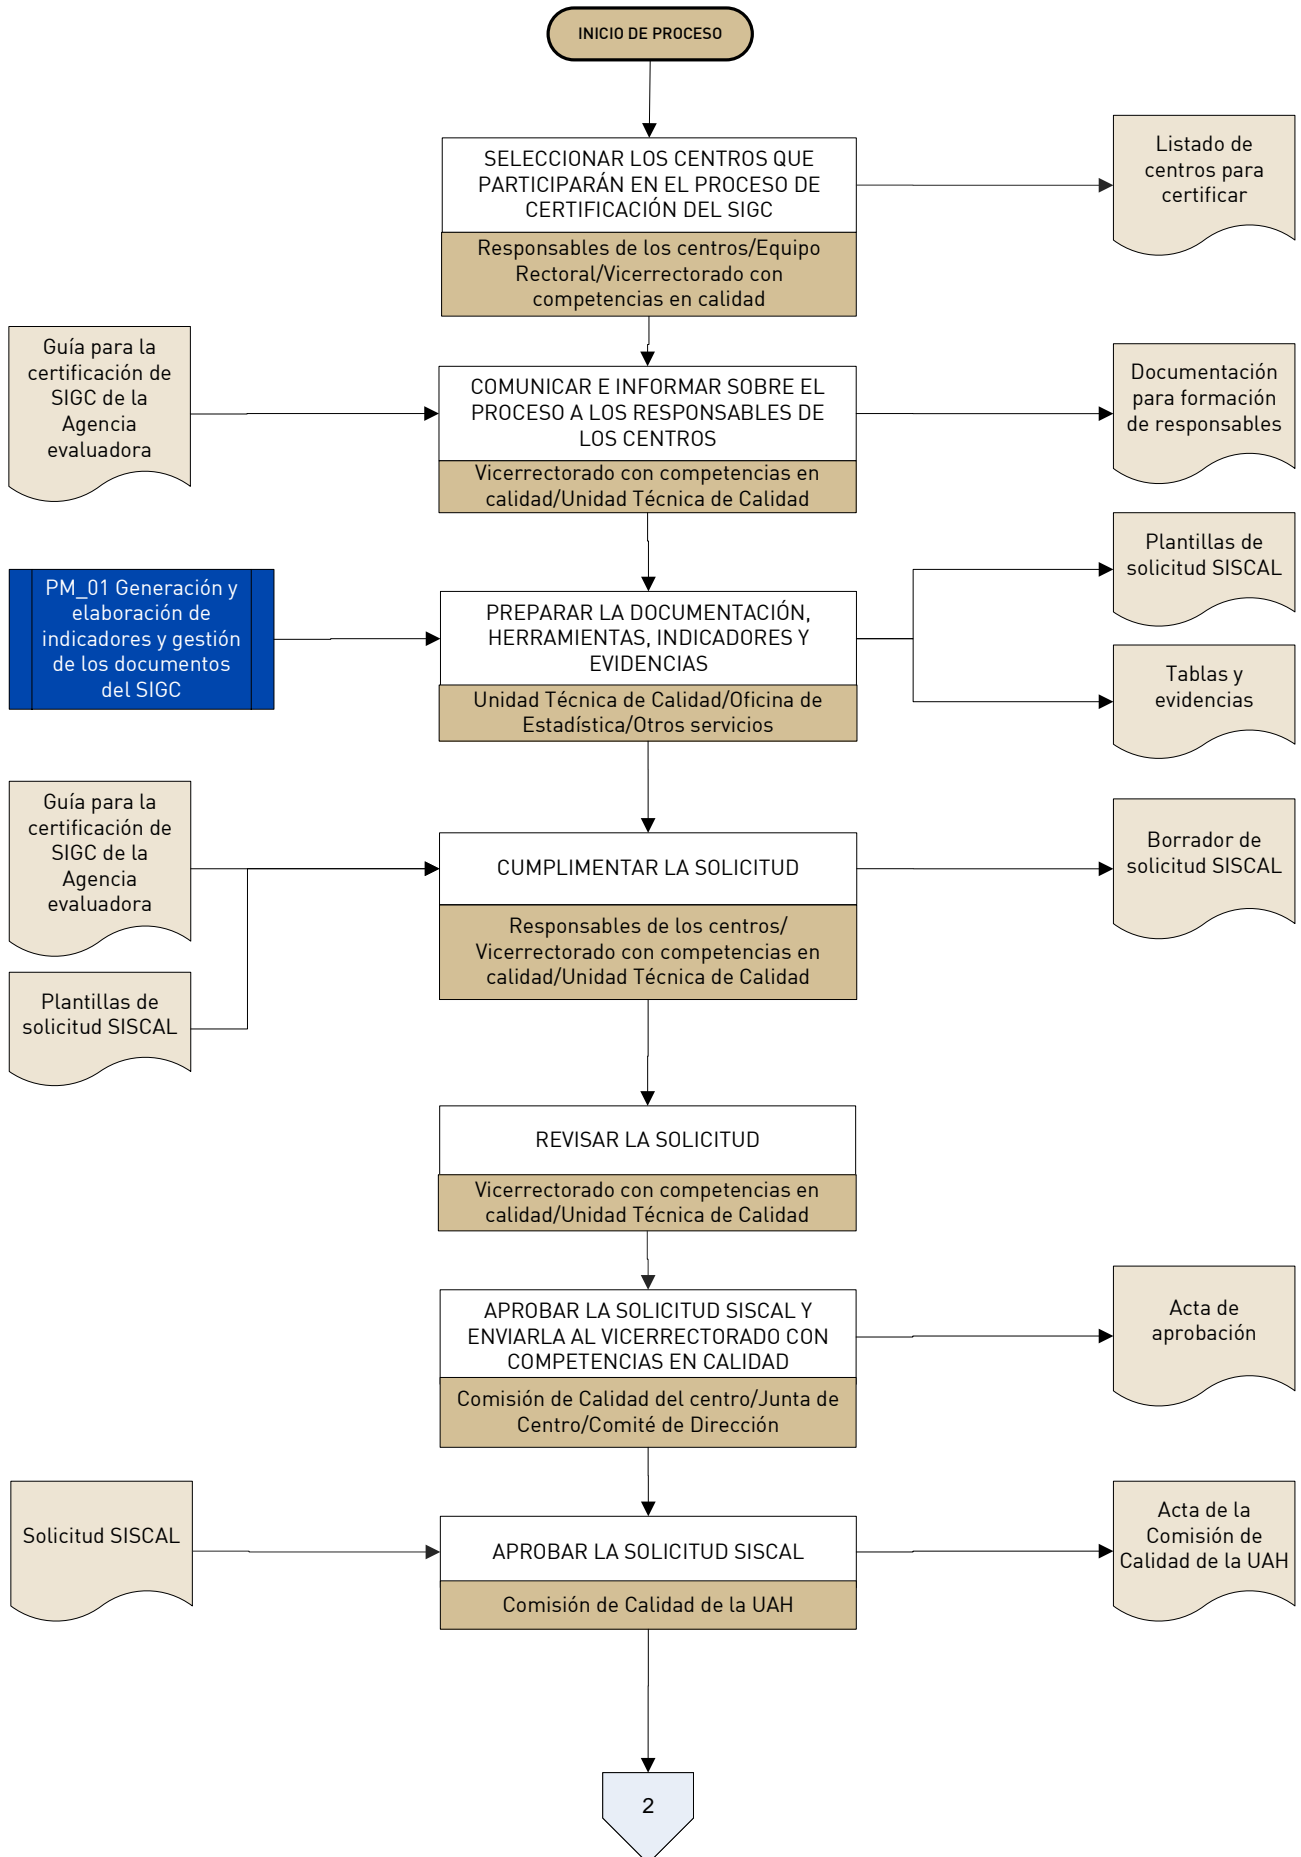 INICIO DE PROCESO
SELECCIONAR LOS CENTROS QUE
PARTICIPARÁN EN EL PROCESO DE
CERTIFICACIÓN DEL SIGC
Responsables de los centros/Equipo
Rectoral/Vicerrectorado con
competencias en calidad
Listado de
centros para
certificar
Guía para la
certificación de
SIGC de la
Agencia
evaluadora
COMUNICAR E INFORMAR SOBRE EL
PROCESO A LOS RESPONSABLES DE
LOS CENTROS
Vicerrectorado con competencias en
calidad/Unidad Técnica de Calidad
Documentación
para formación
de responsables
PM_01 Generación y
elaboración de
indicadores y gestión
de los documentos
del SIGC
PREPARAR LA DOCUMENTACIÓN,
HERRAMIENTAS, INDICADORES Y
EVIDENCIAS
Unidad Técnica de Calidad/Oficina de
Estadística/Otros servicios
Plantillas de
solicitud SISCAL
Tablas y
evidencias
Guía para la
certificación de
SIGC de la
Agencia
evaluadora
Plantillas de
solicitud SISCAL
CUMPLIMENTAR LA SOLICITUD
Responsables de los centros/
Vicerrectorado con competencias en
calidad/Unidad Técnica de Calidad
Borrador de
solicitud SISCAL
REVISAR LA SOLICITUD
Vicerrectorado con competencias en
calidad/Unidad Técnica de Calidad
APROBAR LA SOLICITUD SISCAL Y
ENVIARLA AL VICERRECTORADO CON
COMPETENCIAS EN CALIDAD
Comisión de Calidad del centro/Junta de
Centro/Comité de Dirección
Acta de
aprobación
Solicitud SISCAL
APROBAR LA SOLICITUD SISCAL
Comisión de Calidad de la UAH
Acta de la
Comisión de
Calidad de la UAH
2